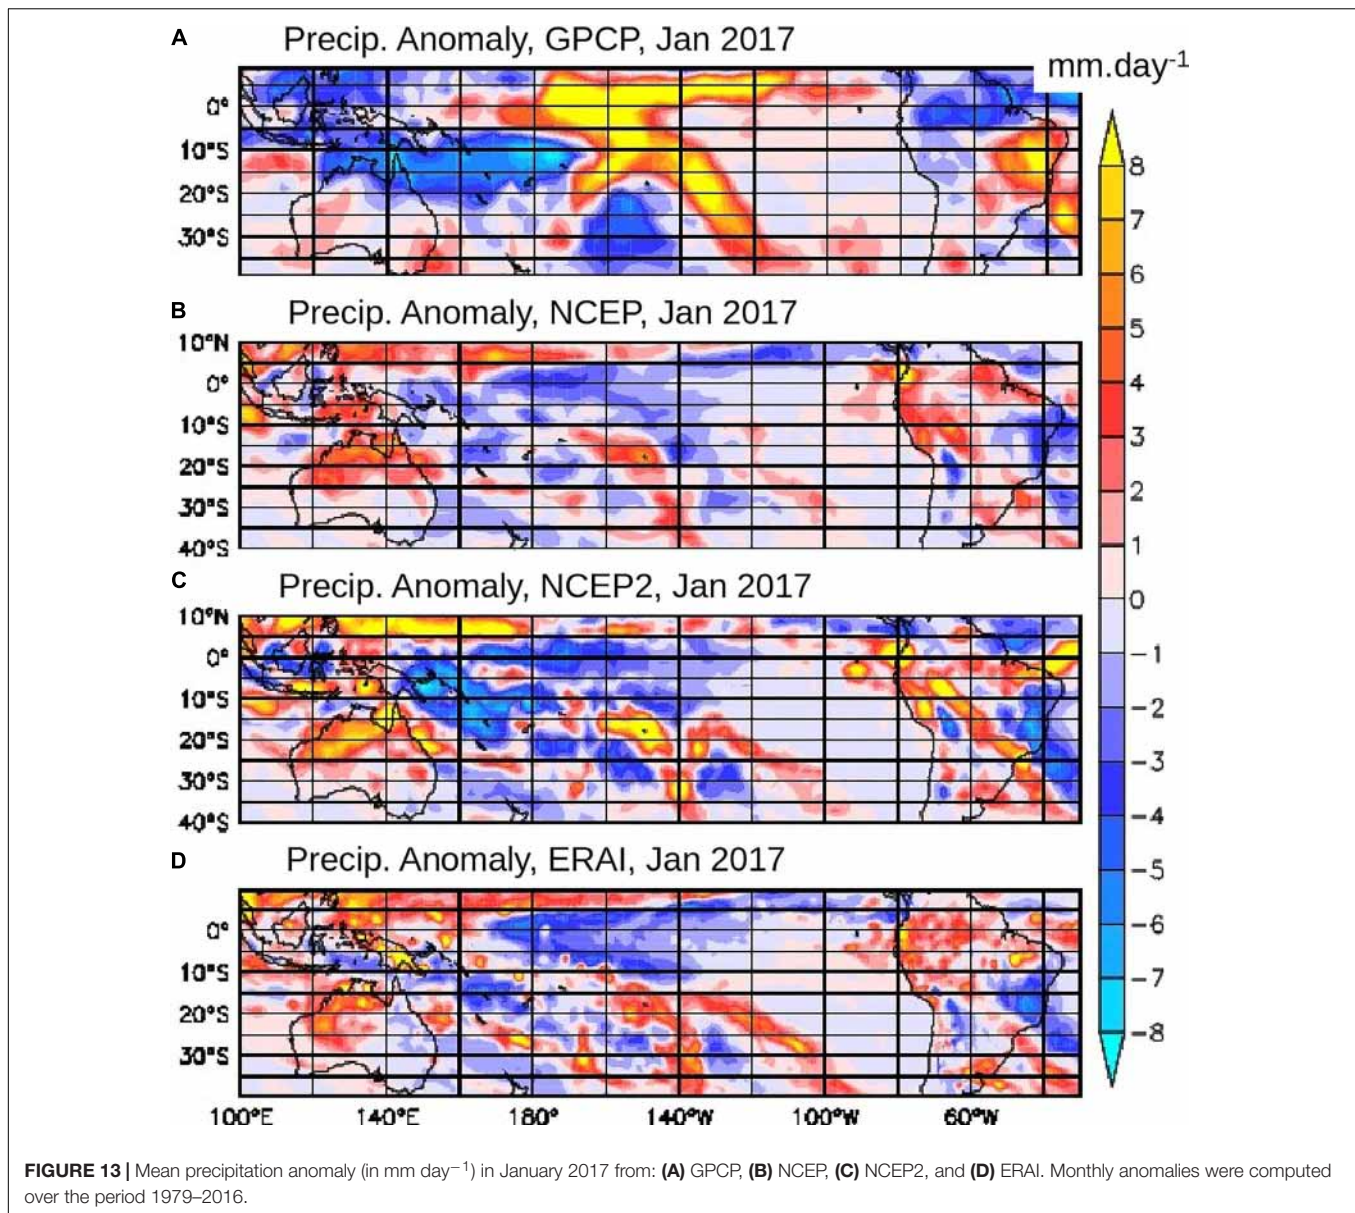 A
Precip. Anomaly, GPCP, Jan 2017
mm.day-1
0°
10°S
20°S
30°S
B
Precip. Anomaly, NCEP, Jan 2017
10°N
0°
10°S
20°S
30°S
40°S
C
Precip. Anomaly, NCEP2, Jan 2017
10°N
0°
10°S
20°S
30°S
40°S
D
Precip. Anomaly, ERAI, Jan 2017
0°
10°S
20°S
30°S
100°E 140°E 180° 140°W 100°W 60°W
8
7
6
5
4
3
2
1
0
−1
−2
−3
−4
−5
−6
−7
−8
FIGURE 13 | Mean precipitation anomaly (in mm day−1) in January 2017 from: (A) GPCP, (B) NCEP, (C) NCEP2, and (D) ERAI. Monthly anomalies were computed
over the period 1979–2016.